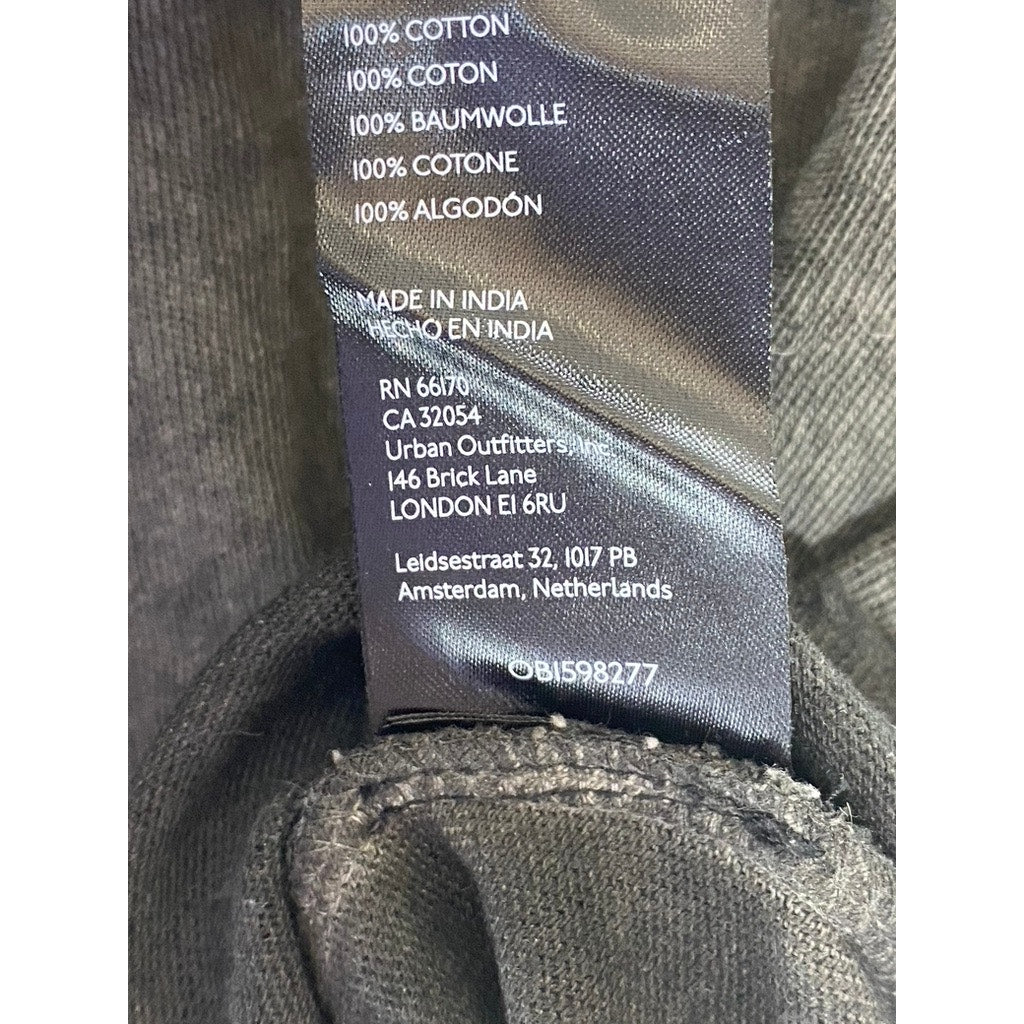 100% COTTON
100% COTON
100% BAUMWOLLE
100% COTONE
100% ALGODÓN
MADE IN INDIA
HECHO EN INDIA
RN 66170
CA 32054
Urban Outfitters, Inc.
146 Brick Lane
LONDON E1 6RU
Leidsestraat 32, 1017 PB
Amsterdam, Netherlands
OB1598277